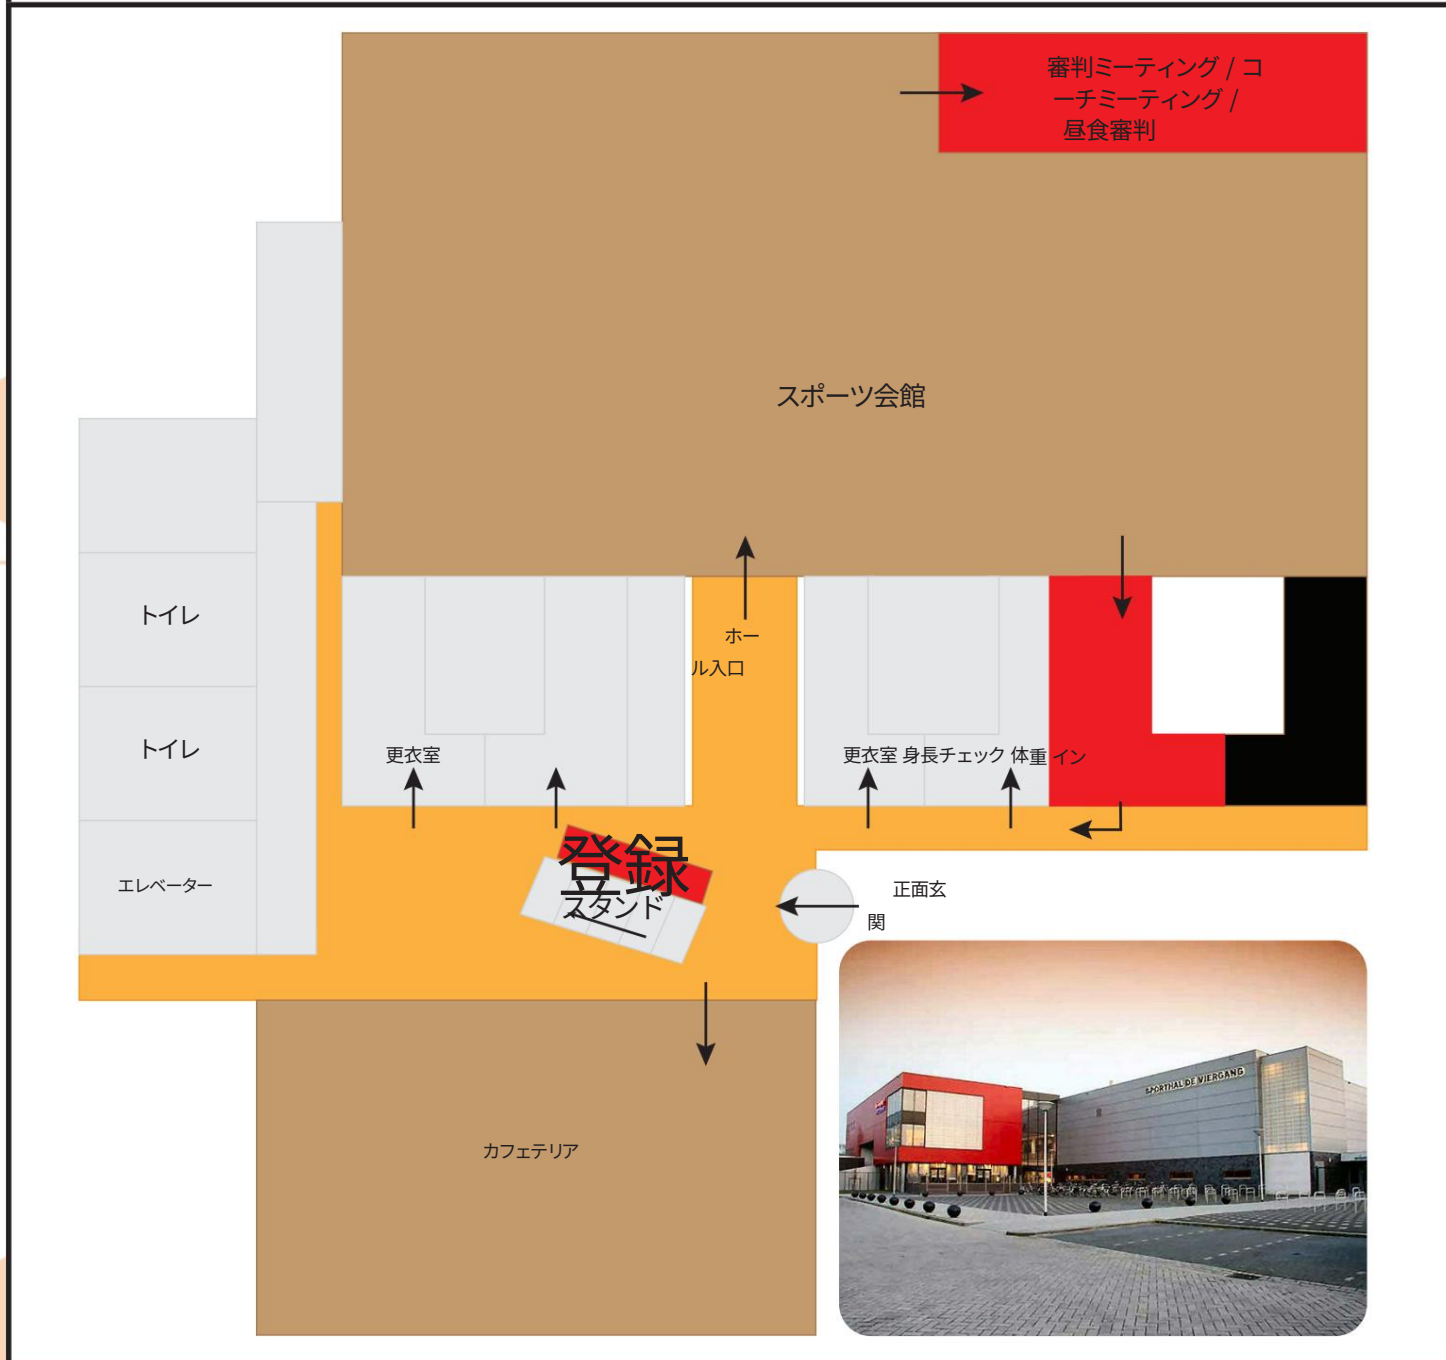 審判ミーティング / コ
ーチミーティング /
昼食審判
スポーツ会館
トイレ
ホー
ル入口
トイレ
更衣室
更衣室 身長チェック 体重 イン
登録
スタンド
エレベーター
正面玄
関
カフェテリア
SPORTHAL DE VIERGANG